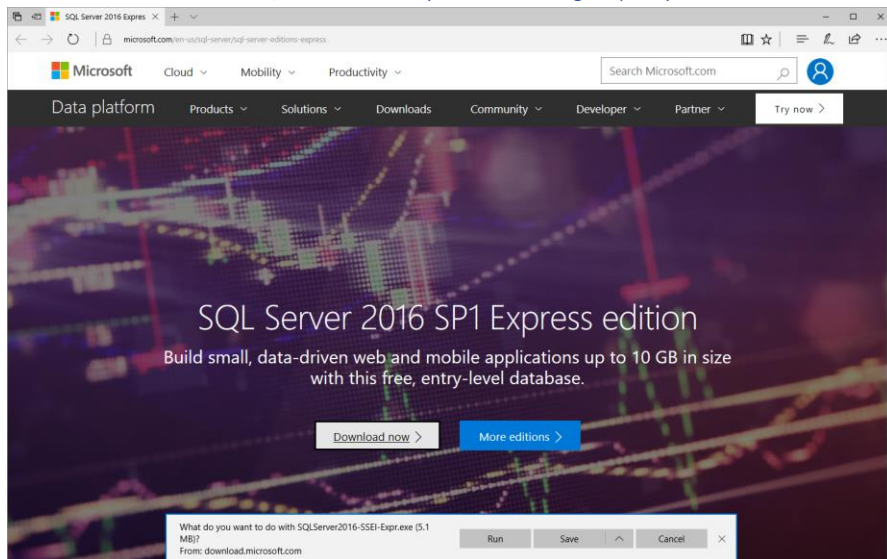 SQL Server 2016 Expres
microsoft.com/en-us/sql-server/sql-server-editions-express
Microsoft Cloud Mobility Productivity Search Microsoft.com
Data platform Products Solutions Downloads Community Developer Partner Try now
SQL Server 2016 SP1 Express edition
Build small, data-driven web and mobile applications up to 10 GB in size
with this free, entry-level database.
Download now More editions
What do you want to do with SQLServer2016-SSEI-Expr.exe (5.1
MB)?
From: download.microsoft.com
Run Save Cancel